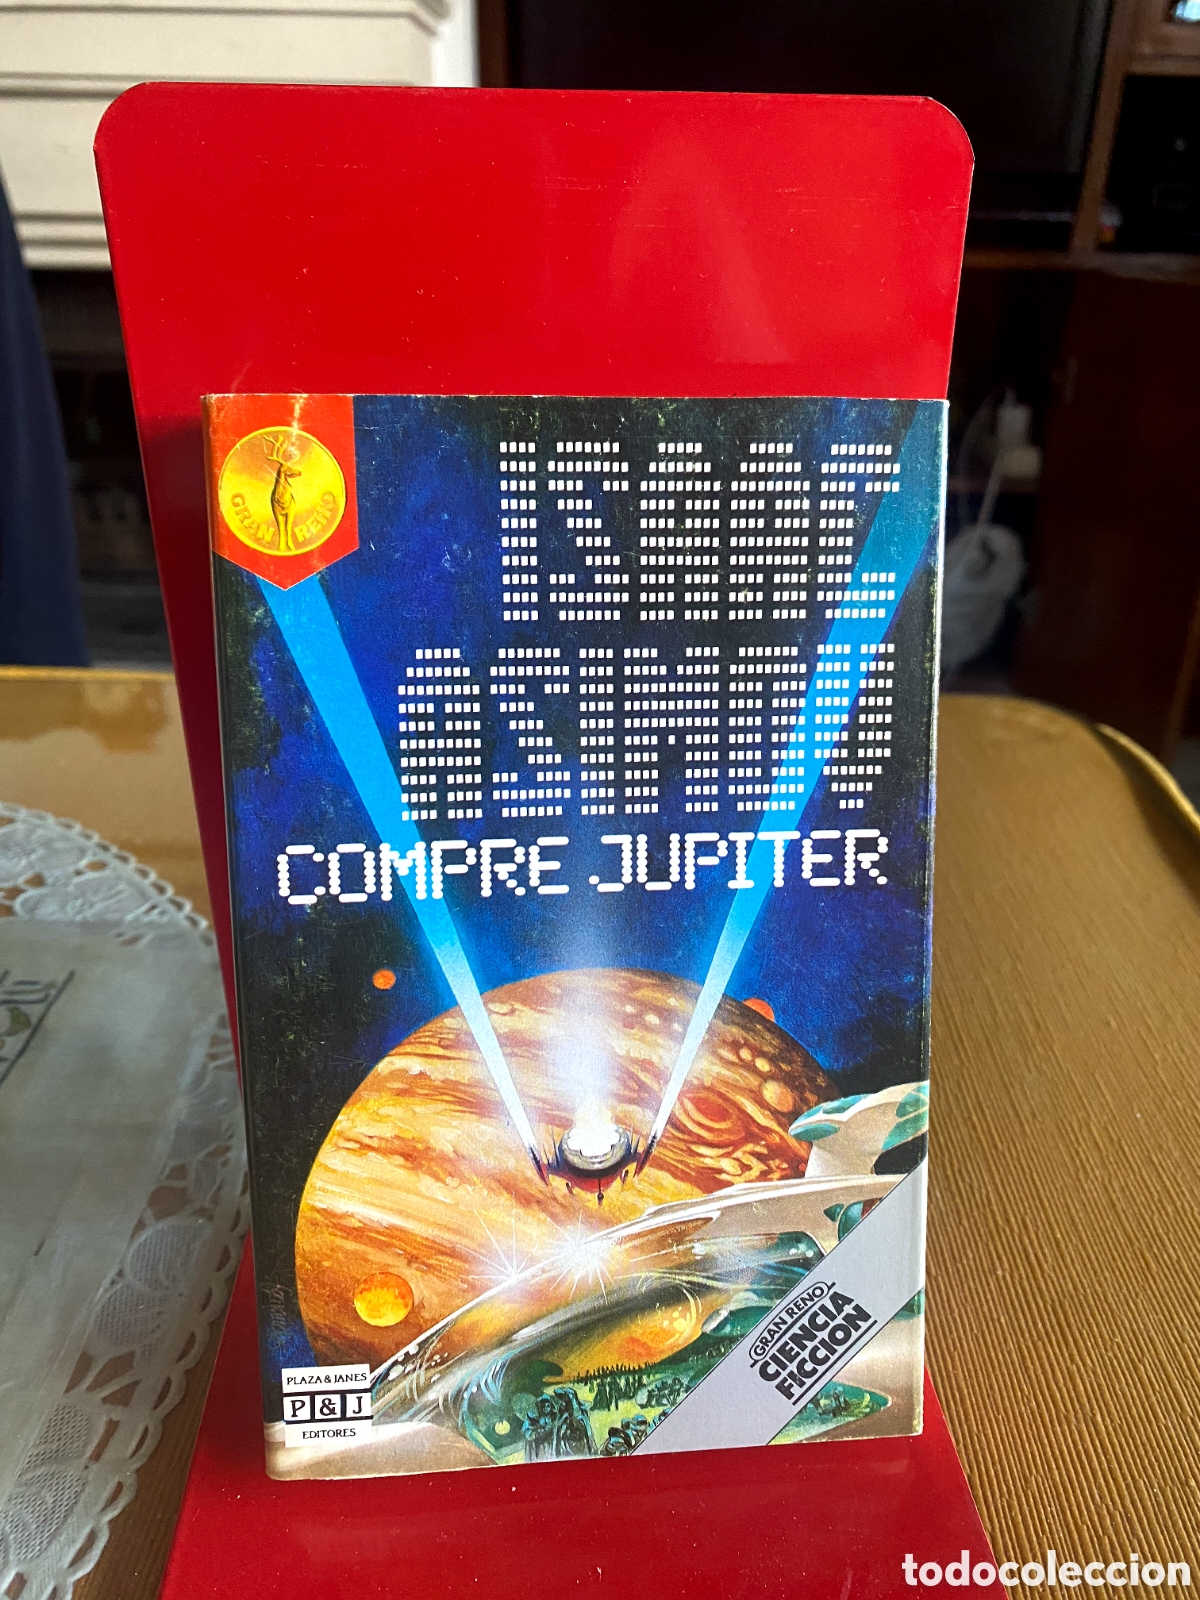 GRAN RENO
ISAAC
ASIMOV
COMPRE JUPITER
GRAN RENO
CIENCIA
FICCION
PLAZA & JANES
P & J
EDITORES
todocoleccion